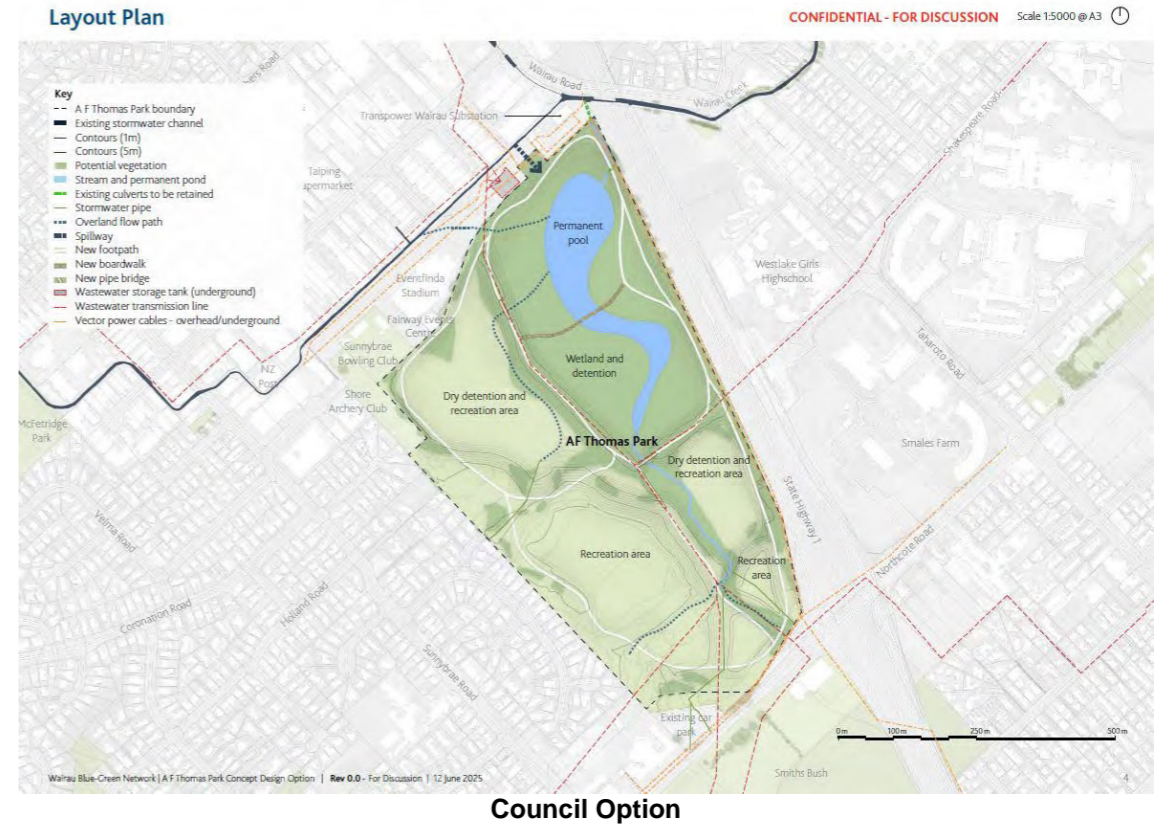 Layout Plan
CONFIDENTIAL - FOR DISCUSSION
Scale 1:5000 @ A3
Key
A F Thomas Park boundary
Existing stormwater channel
Contours (1m)
Contours (5m)
Potential vegetation
Stream and permanent pond
Existing culverts to be retained
Stormwater pipe
Overland flow path
Spillway
New footpath
New boardwalk
New pipe bridge
Wastewater storage tank (underground)
Wastewater transmission line
Vector power cables - overhead/underground
Road
Wairau Road
Wairau Creek
Transpower Wairau Substation
Shakespeare Road
Taiping
supermarket
Permanent
pool
Westlake Girls
Highschool
Eventfinda
Stadium
Fairway Events
Centre
Sunnybrae
Bowling Club
NZ
Post
Shore
Archery Club
McFetridge
Park
Wetland and
detention
Dry detention and
recreation area
AF Thomas Park
Dry detention and
recreation area
Taharoto Road
Smales Farm
State Highway 1
Northcote Road
Velma Road
Coronation Road
Holland Road
Sunnybrae Road
Recreation area
Recreation
area
Existing car
park
Smiths Bush
0m 100m 250m 500m
Wairau Blue-Green Network | A F Thomas Park Concept Design Option | Rev 0.0 - For Discussion | 12 June 2025
4
Council Option